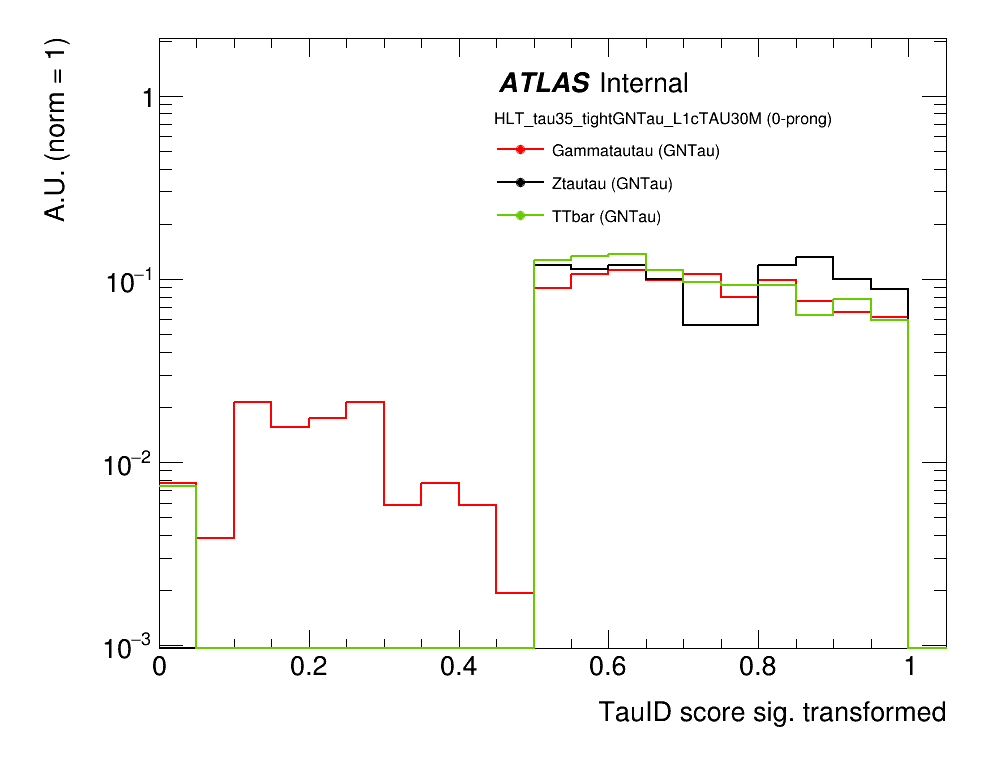 A.U. (norm = 1)
ATLAS Internal
HLT_tau35_tightGNTau_L1cTAU30M (0-prong)
Gammatautau (GNTau)
Ztautau (GNTau)
TTbar (GNTau)
1
10⁻¹
10⁻²
10⁻³
0 0.2 0.4 0.6 0.8 1
TauID score sig. transformed